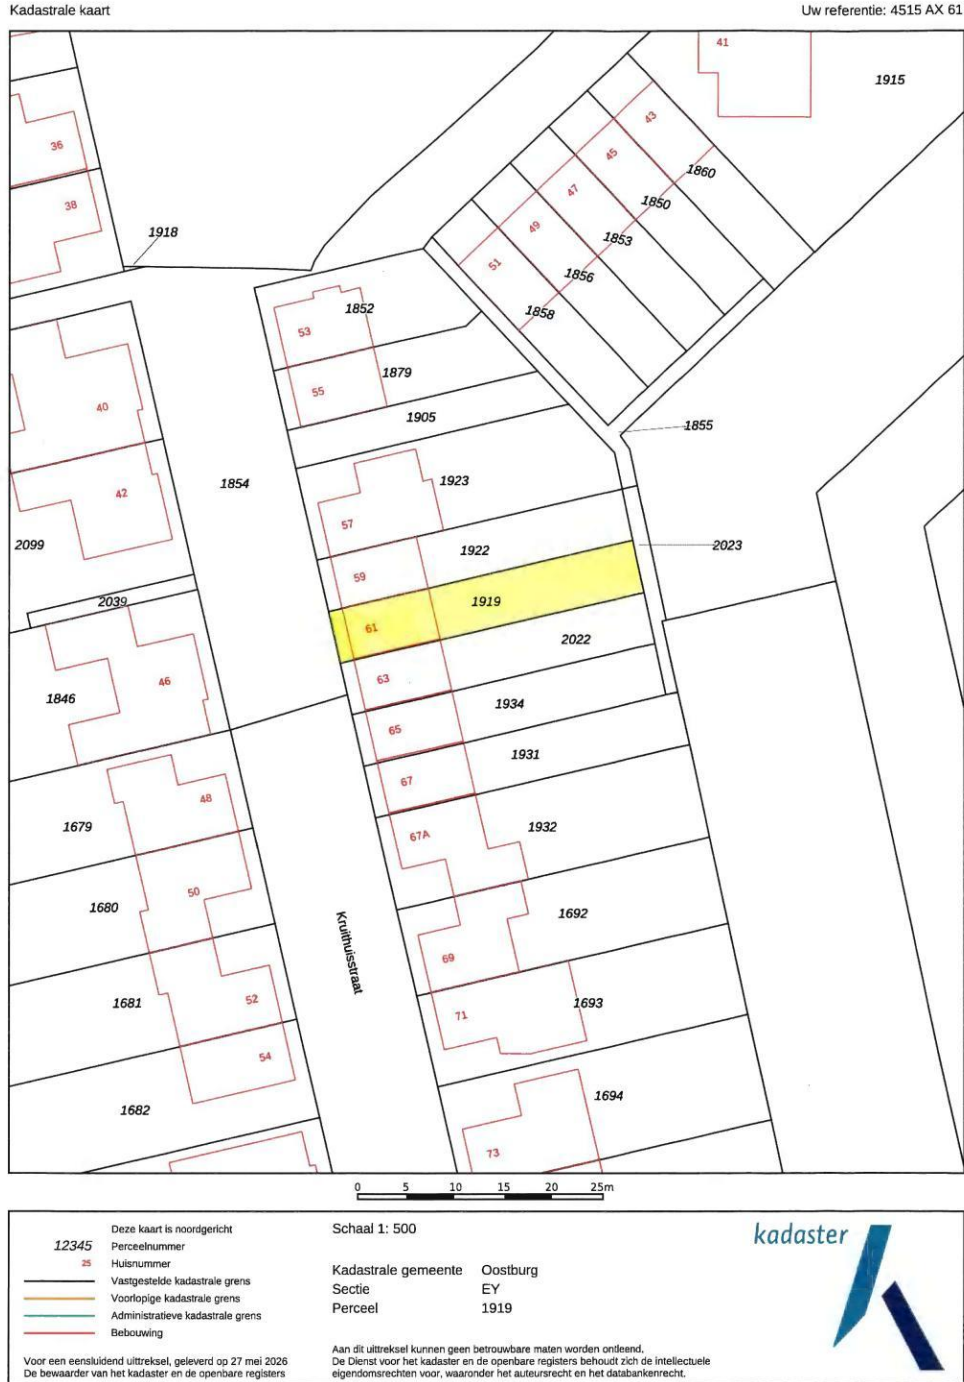 Kadastrale kaart
Uw referentie: 4515 AX 61
41
1915
36
43
45
1860
47
1850
38
49
1853
1918
51
1856
1858
1852
53
1879
55
40
1905
1855
42
1854
1923
57
2099
1922
2023
59
2039
1919
61
2022
63
46
1846
1934
65
1931
67
48
1679
67A
1932
50
1680
1692
Kruithuisstraat
69
52
1681
1693
71
54
1682
1694
73
0 5 10 15 20 25m
Deze kaart is noordgericht
12345 Perceelnummer
25 Huisnummer
Vastgestelde kadastrale grens
Voorlopige kadastrale grens
Administratieve kadastrale grens
Bebouwing
Voor een eensluidend uittreksel, geleverd op 27 mei 2026
De bewaarder van het kadaster en de openbare registers
Schaal 1: 500
Kadastrale gemeente Oostburg
Sectie EY
Perceel 1919
Aan dit uittreksel kunnen geen betrouwbare maten worden ontleend.
De Dienst voor het kadaster en de openbare registers behoudt zich de intellectuele
eigendomsrechten voor, waaronder het auteursrecht en het databankenrecht.
kadaster